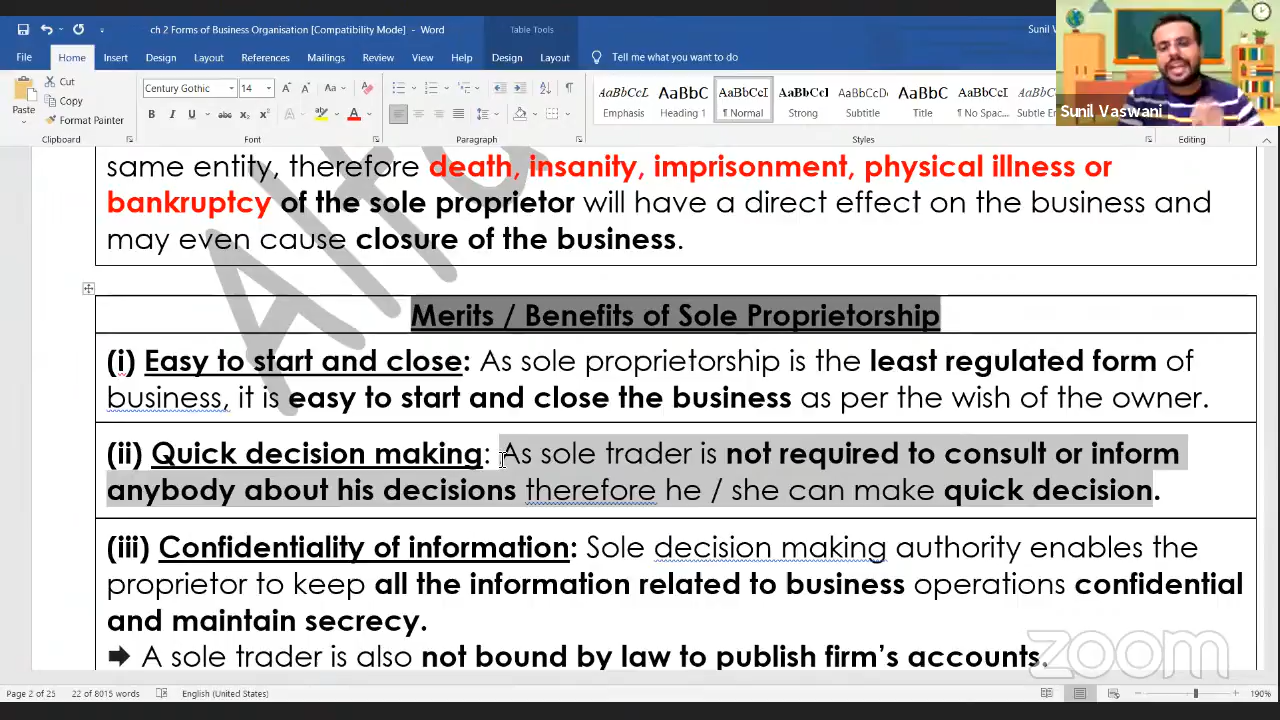 ch 2 Forms of Business Organisation [Compatibility Mode] - Word
Table Tools
Sunil V
File Home Insert Design Layout References Mailings Review View Help Design Layout Tell me what you want to do
Cut
Copy
Format Painter
Paste
Century Gothic 14
AaBbCcL AaBbC AaBbCcI AaBbCc AaBbCcD AaBbC AaBbCcI AaBbCcD
Emphasis Heading 1 ¶ Normal Strong Subtitle Title ¶ No Spac...
Clipboard Font Paragraph Styles Editing
Sunil Vaswani
same entity, therefore death, insanity, imprisonment, physical illness or
bankruptcy of the sole proprietor will have a direct effect on the business and
may even cause closure of the business.
Merits / Benefits of Sole Proprietorship
(i) Easy to start and close: As sole proprietorship is the least regulated form of
business, it is easy to start and close the business as per the wish of the owner.
(ii) Quick decision making: As sole trader is not required to consult or inform
anybody about his decisions therefore he / she can make quick decision.
(iii) Confidentiality of information: Sole decision making authority enables the
proprietor to keep all the information related to business operations confidential
and maintain secrecy.
➡ A sole trader is also not bound by law to publish firm's accounts.
zoom
Page 2 of 25 22 of 8015 words English (United States) 190%